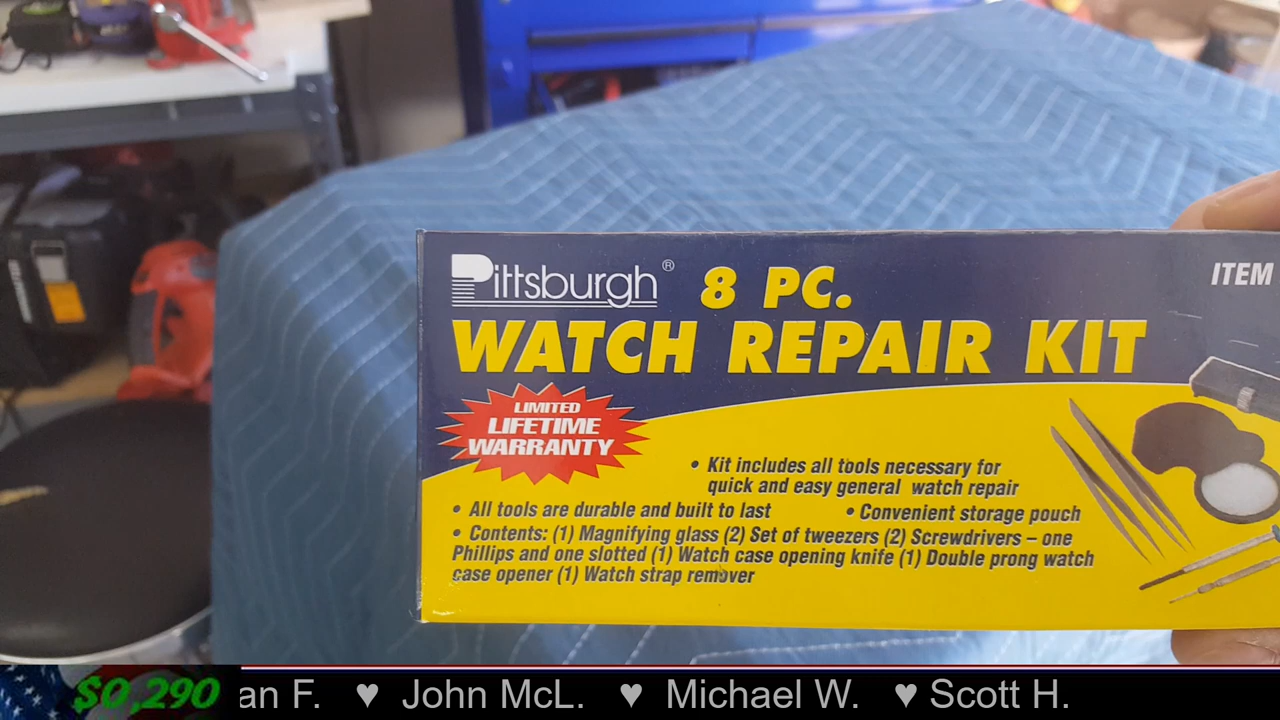 Pittsburgh® 8 PC. ITEM
WATCH REPAIR KIT
LIMITED
LIFETIME
WARRANTY
• Kit includes all tools necessary for
quick and easy general watch repair
• All tools are durable and built to last • Convenient storage pouch
• Contents: (1) Magnifying glass (2) Set of tweezers (2) Screwdrivers – one
Phillips and one slotted (1) Watch case opening knife (1) Double prong watch
case opener (1) Watch strap remover
$0,290 an F. ♥ John McL. ♥ Michael W. ♥ Scott H.